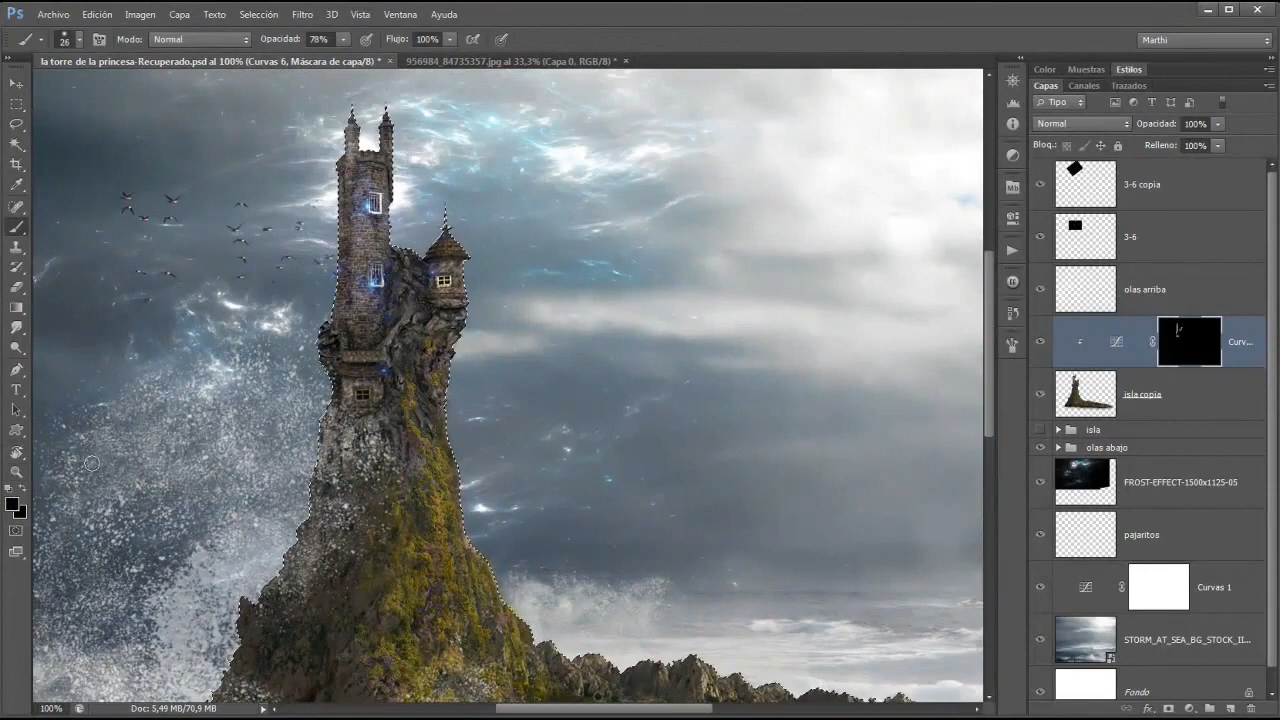 Ps Archivo Edición Imagen Capa Texto Selección Filtro 3D Vista Ventana Ayuda
26 Modo: Normal Opacidad: 78% Flujo: 100% Marthi
la torre de la princesa-Recuperado.psd al 100% (Curvas 6, Máscara de capa/8) * × 956984_84735357.jpg al 33,3% (Capa 0, RGB/8) * ×
Color Muestras Estilos
Capas Canales Trazados
Tipo
Normal Opacidad: 100%
Bloq.: Relleno: 100%
3-6 copia
3-6
olas arriba
Curv...
isla copia
isla
olas abajo
FROST-EFFECT-1500x1125-05
pajaritos
Curvas 1
STORM_AT_SEA_BG_STOCK_II...
Fondo
Mb
100% Doc: 5,49 MB/70,9 MB
fx